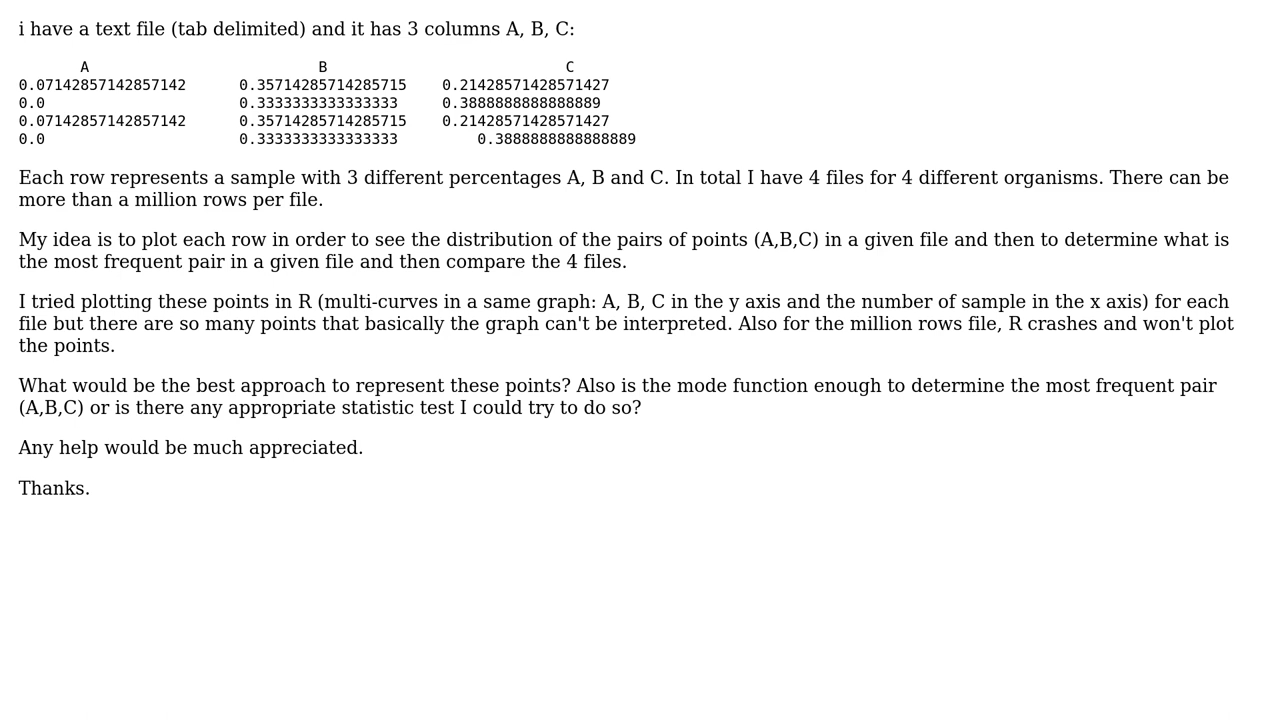 i have a text file (tab delimited) and it has 3 columns A, B, C:
A B C
0.07142857142857142 0.35714285714285715 0.21428571428571427
0.0 0.3333333333333333 0.3888888888888889
0.07142857142857142 0.35714285714285715 0.21428571428571427
0.0 0.3333333333333333 0.3888888888888889
Each row represents a sample with 3 different percentages A, B and C. In total I have 4 files for 4 different organisms. There can be
more than a million rows per file.
My idea is to plot each row in order to see the distribution of the pairs of points (A,B,C) in a given file and then to determine what is
the most frequent pair in a given file and then compare the 4 files.
I tried plotting these points in R (multi-curves in a same graph: A, B, C in the y axis and the number of sample in the x axis) for each
file but there are so many points that basically the graph can't be interpreted. Also for the million rows file, R crashes and won't plot
the points.
What would be the best approach to represent these points? Also is the mode function enough to determine the most frequent pair
(A,B,C) or is there any appropriate statistic test I could try to do so?
Any help would be much appreciated.
Thanks.